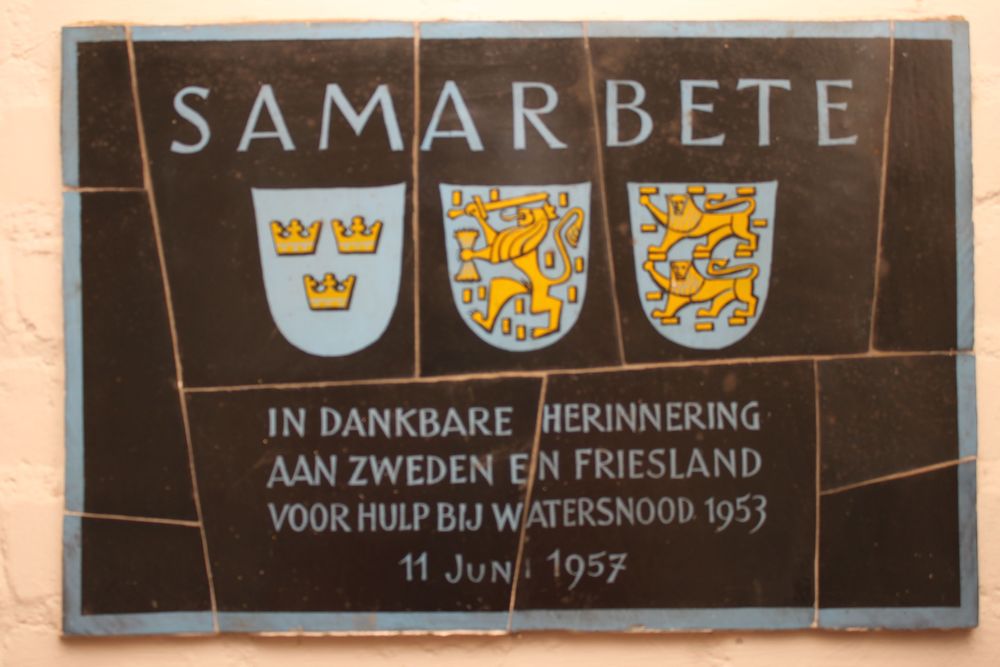 SAMARBETE
IN DANKBARE HERINNERING
AAN ZWEDEN EN FRIESLAND
VOOR HULP BIJ WATERSNOOD 1953
11 JUNI 1957